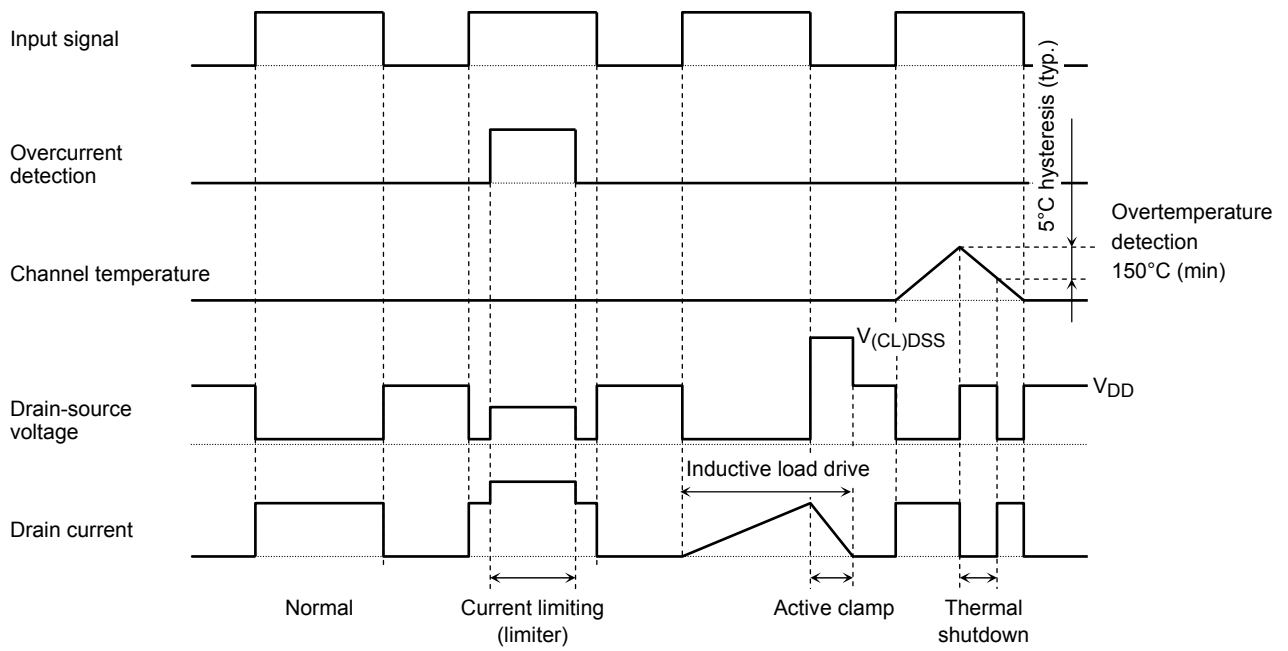 Input signal
5°C hysteresis (typ.)
Overcurrent
detection
Overtemperature
detection
150°C (min)
Channel temperature
V(CL)DSS
VDD
Drain-source
voltage
Inductive load drive
Drain current
Normal
Current limiting
(limiter)
Active clamp
Thermal
shutdown